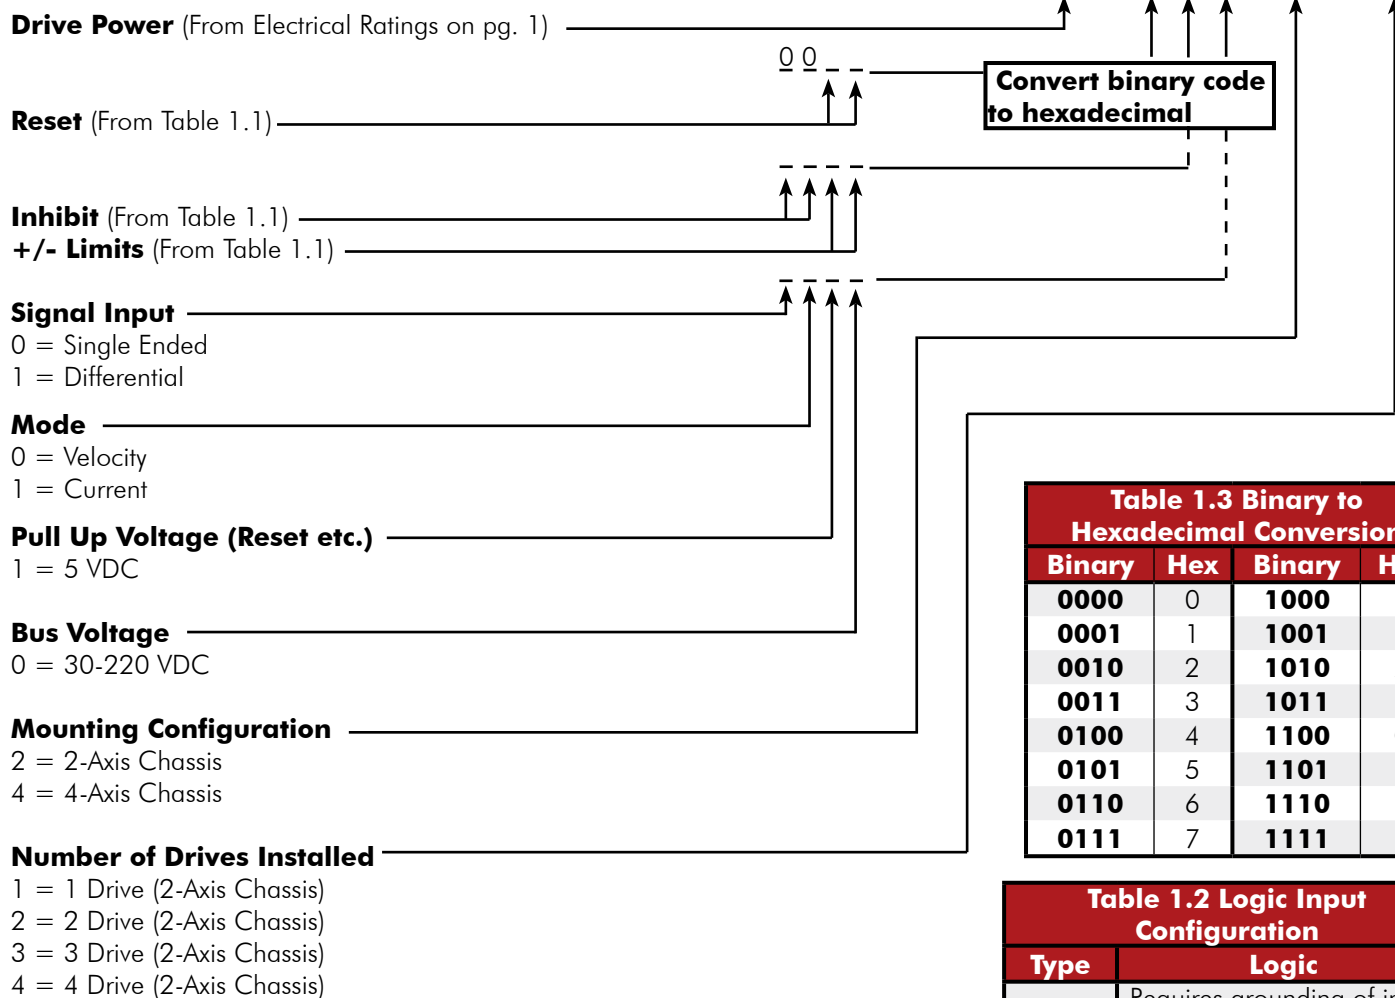 Drive Power (From Electrical Ratings on pg. 1)
0 0
Convert binary code
to hexadecimal
Reset (From Table 1.1)
Inhibit (From Table 1.1)
+/- Limits (From Table 1.1)
Signal Input
0 = Single Ended
1 = Differential
Mode
0 = Velocity
1 = Current
Pull Up Voltage (Reset etc.)
1 = 5 VDC
Bus Voltage
0 = 30-220 VDC
Mounting Configuration
2 = 2-Axis Chassis
4 = 4-Axis Chassis
Number of Drives Installed
1 = 1 Drive (2-Axis Chassis)
2 = 2 Drive (2-Axis Chassis)
3 = 3 Drive (2-Axis Chassis)
4 = 4 Drive (2-Axis Chassis)
Table 1.3 Binary to
Hexadecimal Conversion
Binary Hex Binary
0000 0 1000
0001 1 1001
0010 2 1010
0011 3 1011
0100 4 1100
0101 5 1101
0110 6 1110
0111 7 1111
Table 1.2 Logic Input
Configuration
Type Logic
Requires grounding of